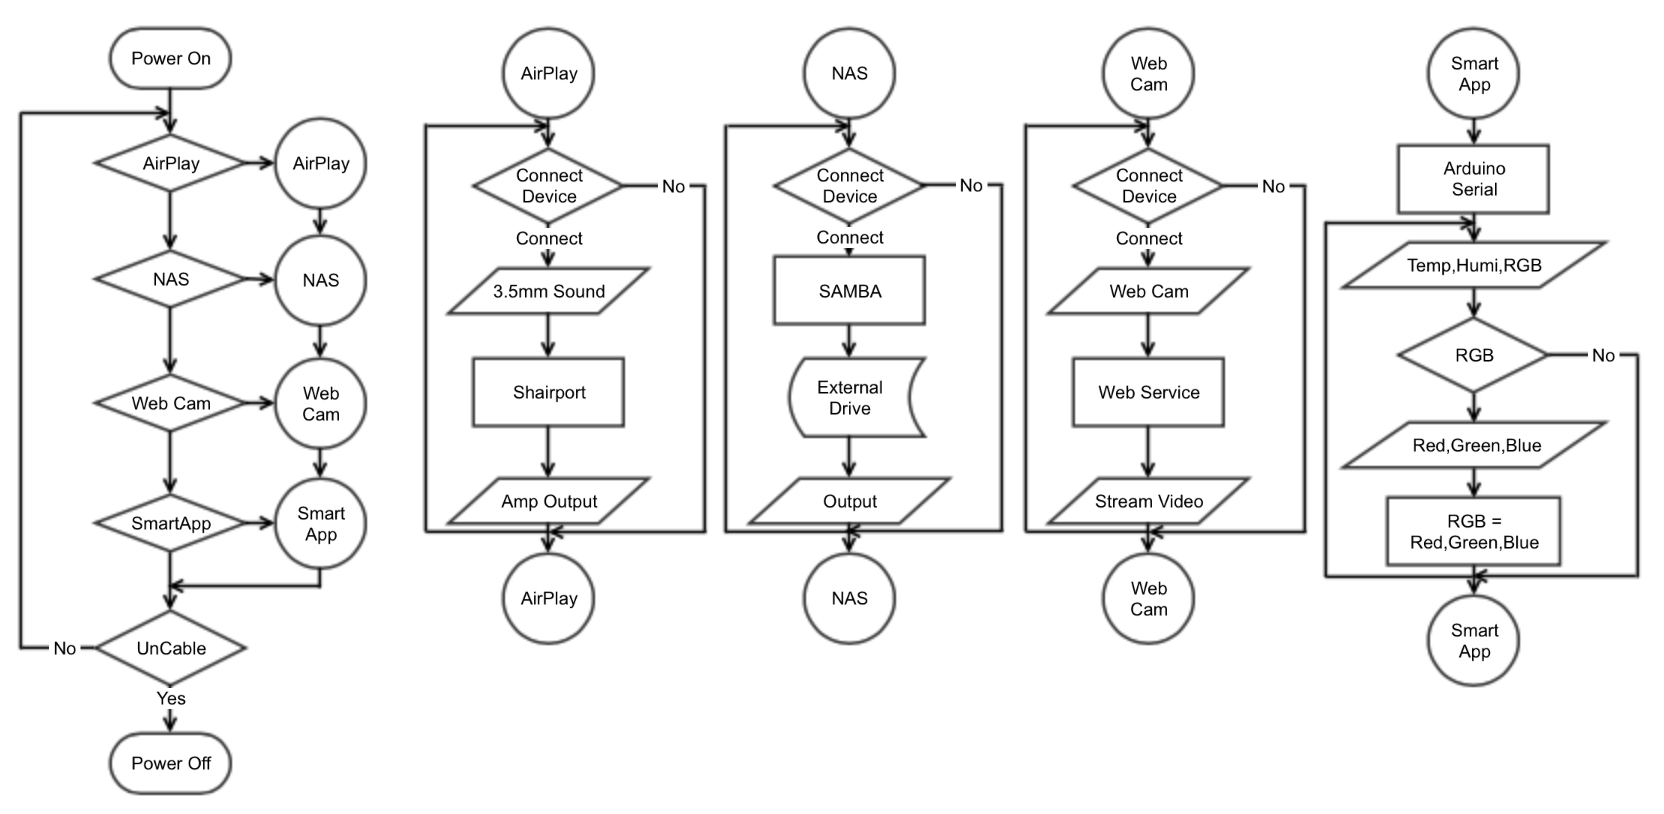 Power On
AirPlay
AirPlay
NAS
NAS
Web Cam
Web
Cam
SmartApp
Smart
App
UnCable
No
Yes
Power Off
AirPlay
Connect
Device
No
Connect
3.5mm Sound
Shairport
Amp Output
AirPlay
NAS
Connect
Device
No
Connect
SAMBA
External
Drive
Output
NAS
Web
Cam
Connect
Device
No
Connect
Web Cam
Web Service
Stream Video
Web
Cam
Smart
App
Arduino
Serial
Temp,Humi,RGB
RGB
No
Red,Green,Blue
RGB =
Red,Green,Blue
Smart
App